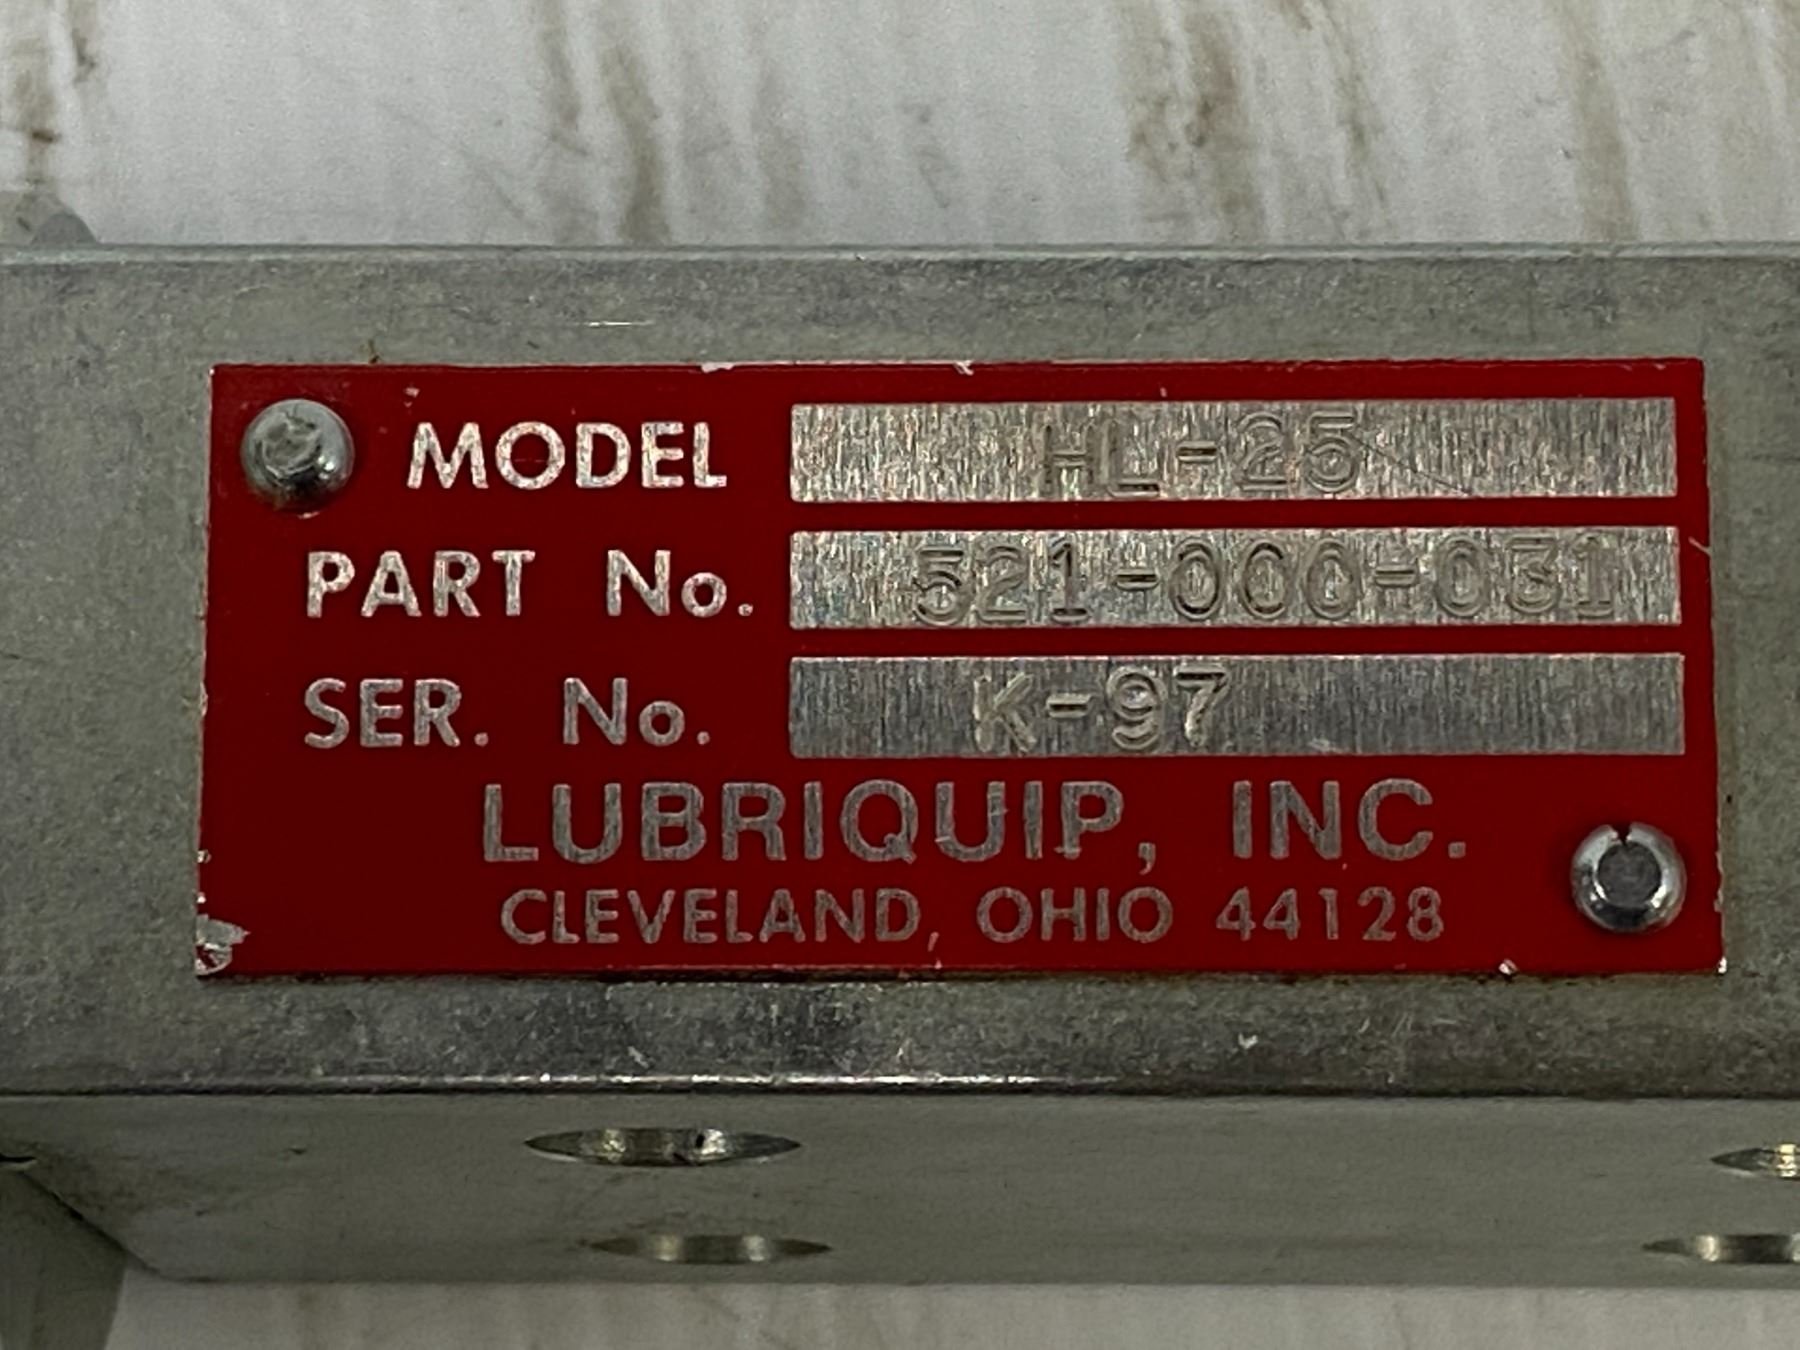 MODEL HL-25
PART No. 521-000-031
SER. No. K-97
LUBRIQUIP, INC.
CLEVELAND, OHIO 44128